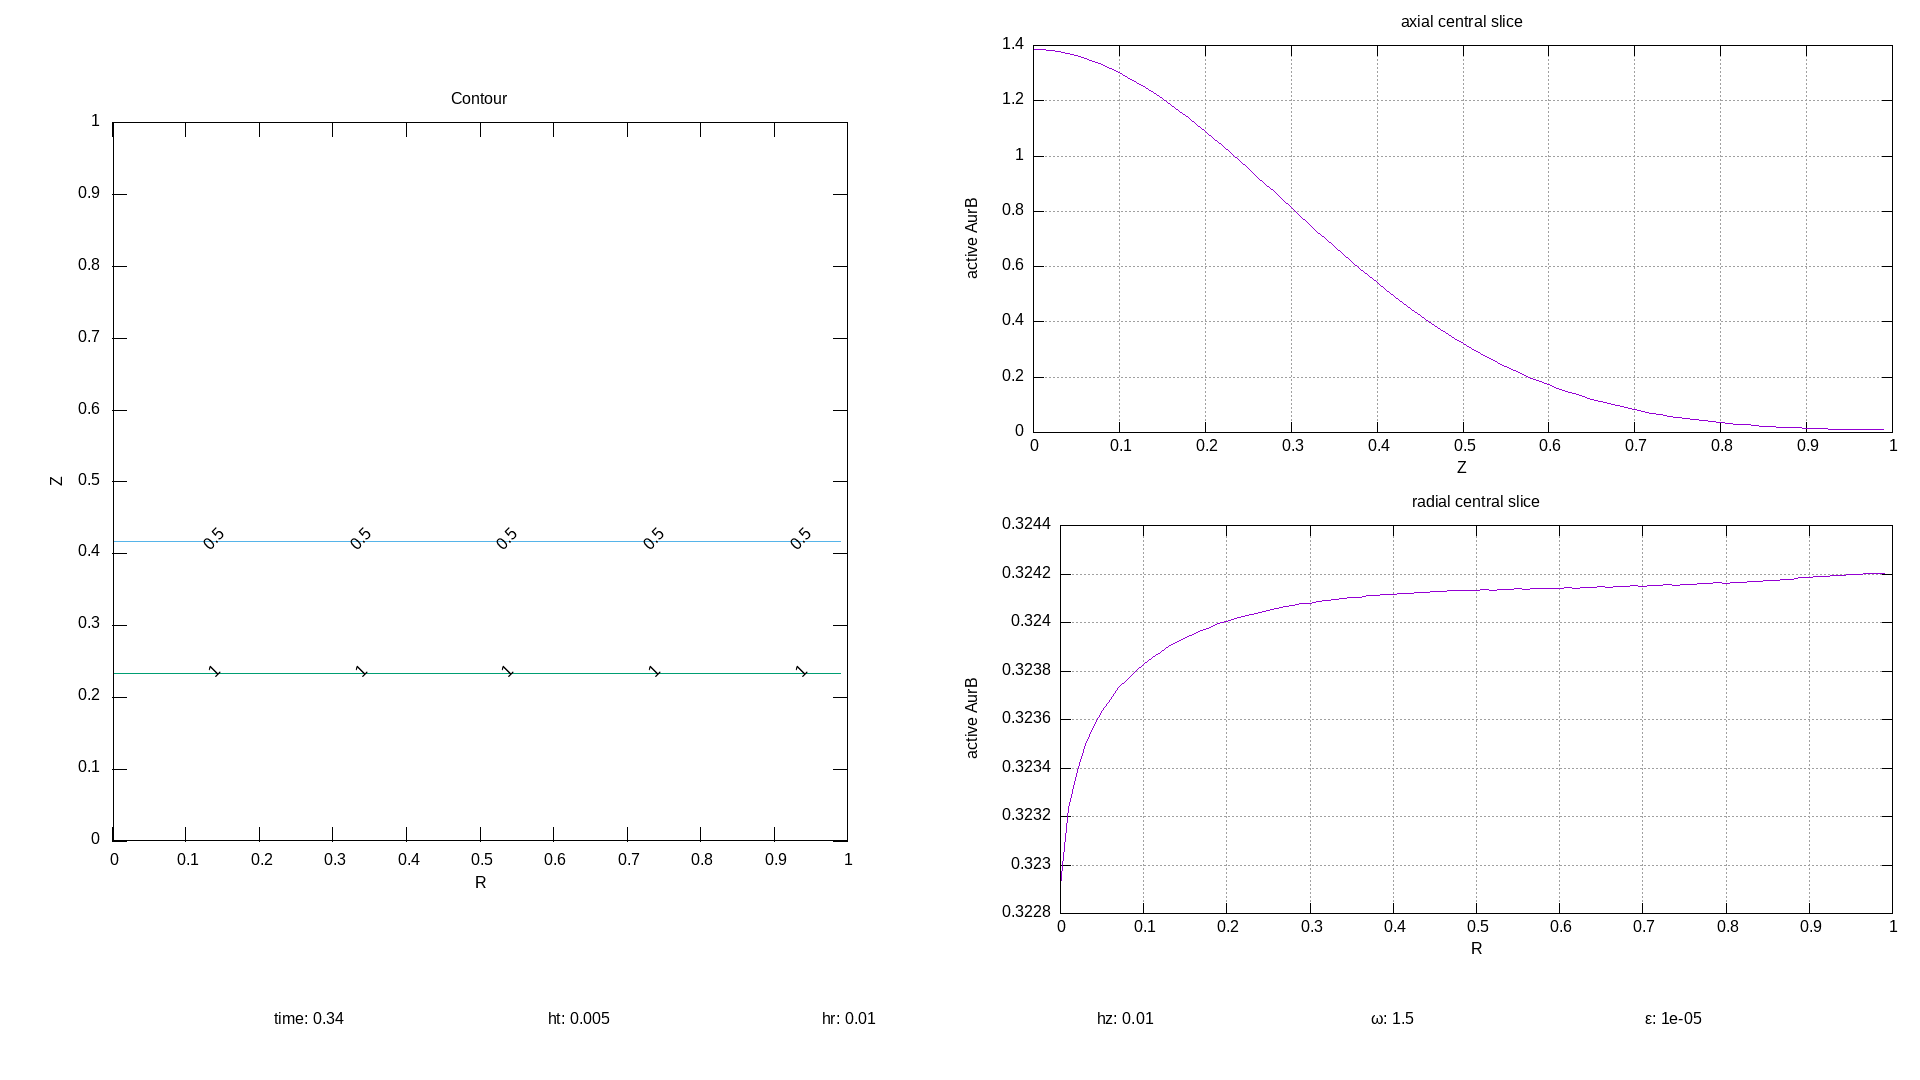 Contour
1
0.9
0.8
0.7
0.6
0.5
0.4
0.3
0.2
0.1
0
Z
0.5 0.5 0.5 0.5 0.5
1 1 1 1 1
0 0.1 0.2 0.3 0.4 0.5 0.6 0.7 0.8 0.9 1
R
axial central slice
1.4
1.2
1
0.8
0.6
0.4
0.2
0
active AurB
0 0.1 0.2 0.3 0.4 0.5 0.6 0.7 0.8 0.9 1
Z
radial central slice
0.3244
0.3242
0.324
0.3238
0.3236
0.3234
0.3232
0.323
0.3228
active AurB
0 0.1 0.2 0.3 0.4 0.5 0.6 0.7 0.8 0.9 1
R
time: 0.34 ht: 0.005 hr: 0.01 hz: 0.01 ω: 1.5 ε: 1e-05